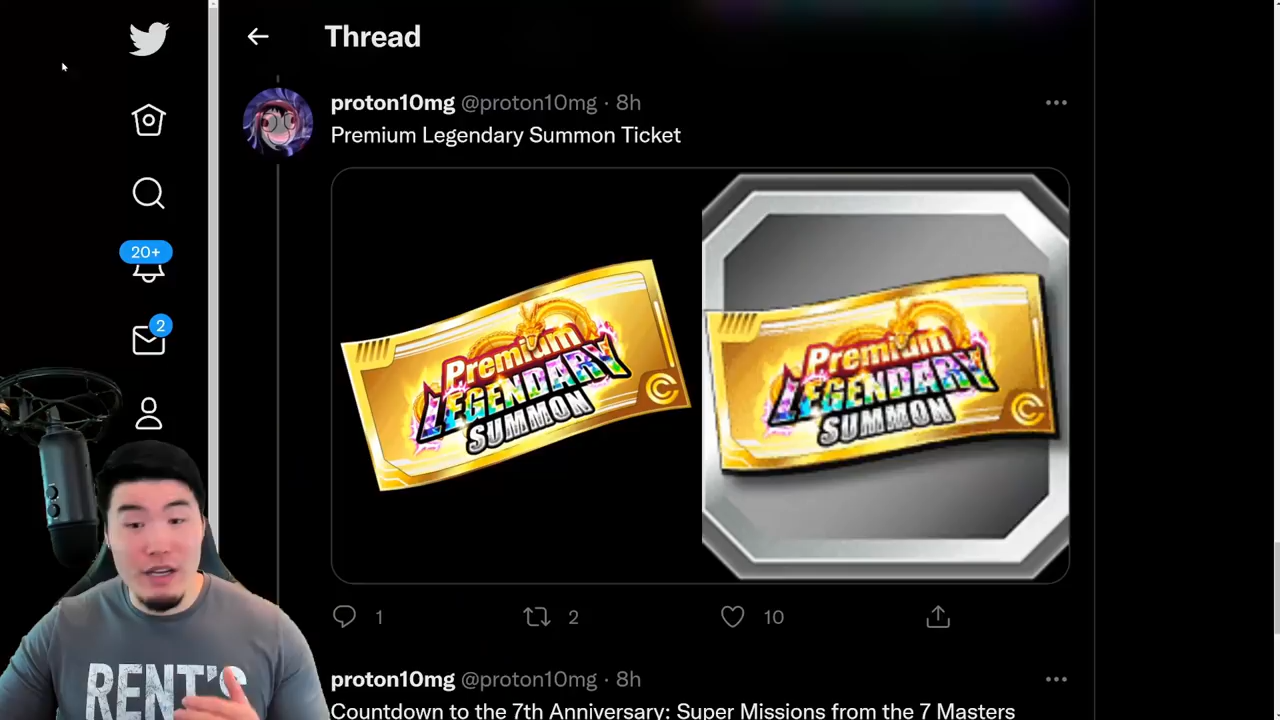 Thread
proton10mg @proton10mg · 8h
Premium Legendary Summon Ticket
20+
2
Premium
LEGENDARY
SUMMON
Premium
LEGENDARY
SUMMON
1
2
10
proton10mg @proton10mg · 8h
Countdown to the 7th Anniversary: Super Missions from the 7 Masters
RENT'S